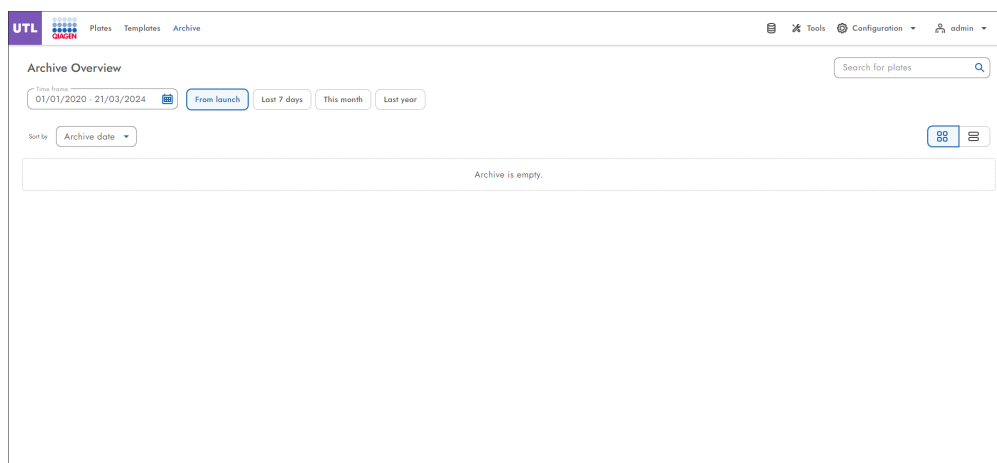 UTL QIAGEN Plates Templates Archive Tools Configuration admin
Archive Overview
Search for plates
Time frame
01/01/2020 - 21/03/2024 From launch Last 7 days This month Last year
Sort by Archive date
Archive is empty.